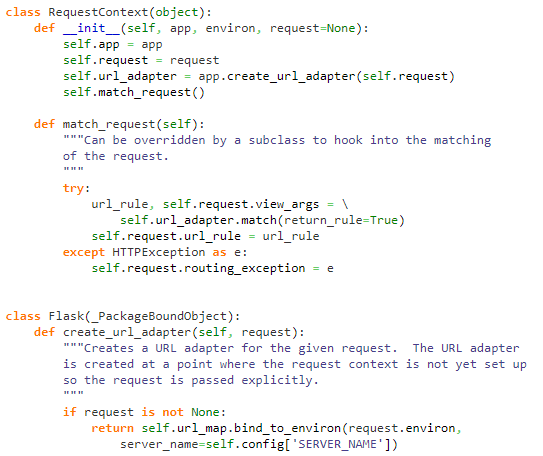 class RequestContext(object):
    def __init__(self, app, environ, request=None):
        self.app = app
        self.request = request
        self.url_adapter = app.create_url_adapter(self.request)
        self.match_request()

    def match_request(self):
        """Can be overridden by a subclass to hook into the matching
        of the request.
        """
        try:
            url_rule, self.request.view_args = \
                self.url_adapter.match(return_rule=True)
            self.request.url_rule = url_rule
        except HTTPException as e:
            self.request.routing_exception = e


class Flask(_PackageBoundObject):
    def create_url_adapter(self, request):
        """Creates a URL adapter for the given request.  The URL adapter
        is created at a point where the request context is not yet set up
        so the request is passed explicitly.
        """
        if request is not None:
            return self.url_map.bind_to_environ(request.environ,
                server_name=self.config['SERVER_NAME'])